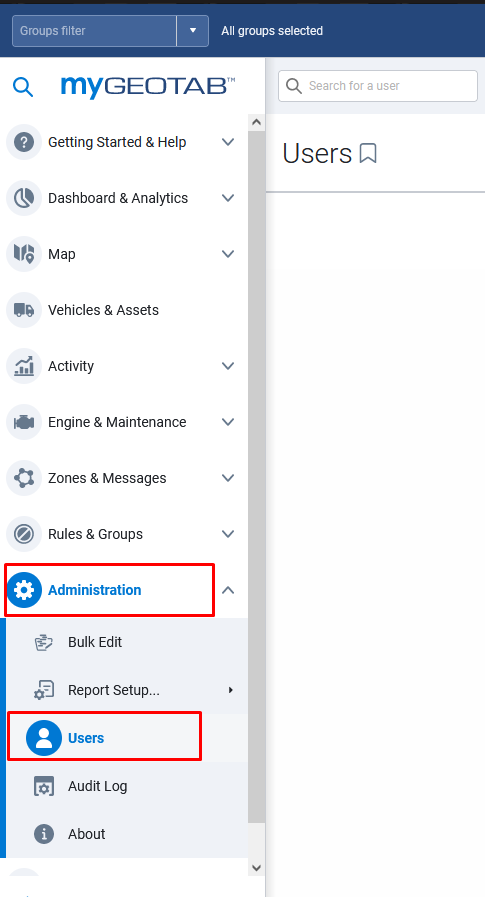 Groups filter
All groups selected
myGEOTAB™
Search for a user
Users
Getting Started & Help
Dashboard & Analytics
Map
Vehicles & Assets
Activity
Engine & Maintenance
Zones & Messages
Rules & Groups
Administration
Bulk Edit
Report Setup...
Users
Audit Log
About